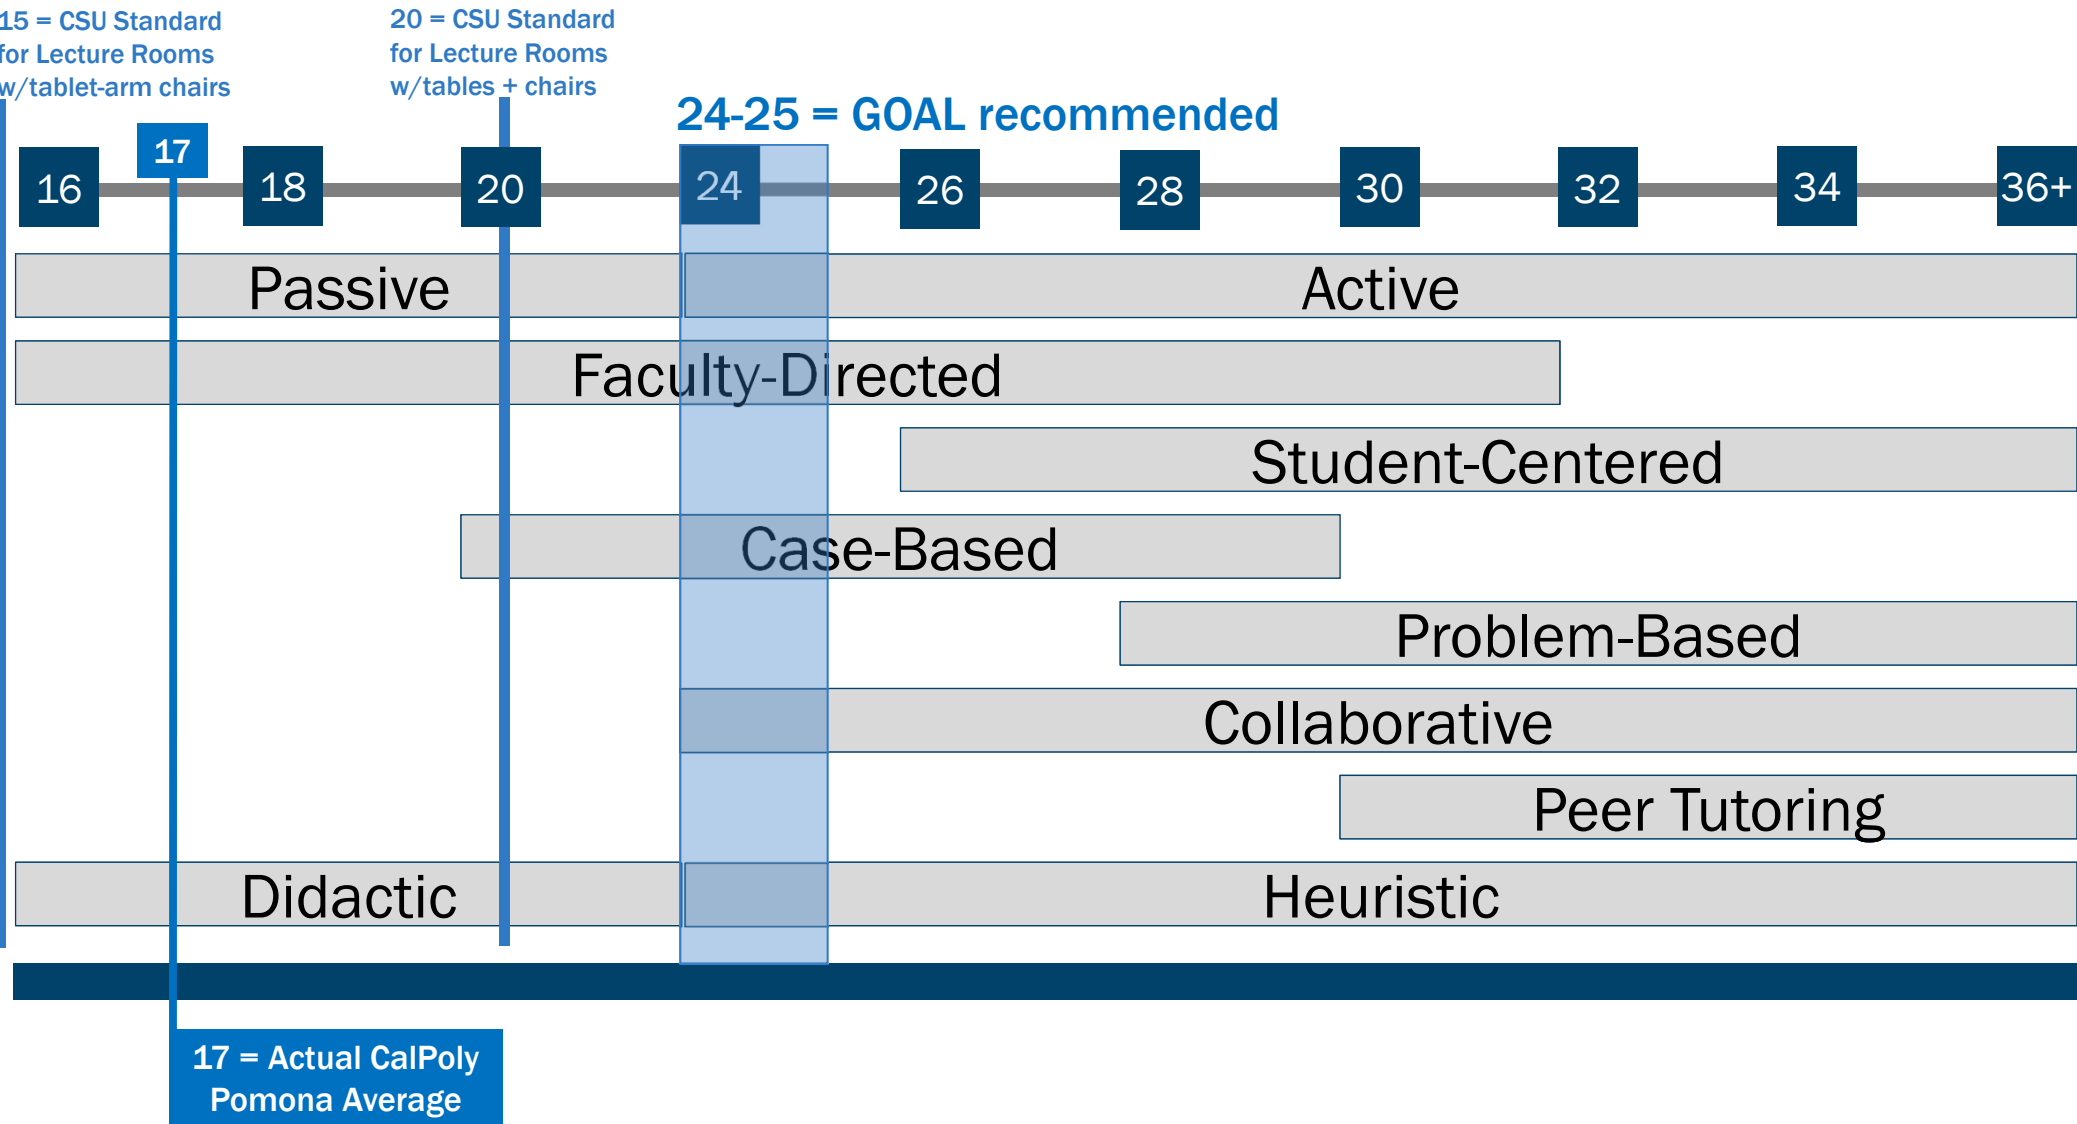 15 = CSU Standard
for Lecture Rooms
w/tablet-arm chairs
20 = CSU Standard
for Lecture Rooms
w/tables + chairs
24-25 = GOAL recommended
17
16
18
20
24
26
28
30
32
34
36+
Passive
Active
Faculty-Directed
Student-Centered
Case-Based
Problem-Based
Collaborative
Peer Tutoring
Didactic
Heuristic
17 = Actual CalPoly
Pomona Average